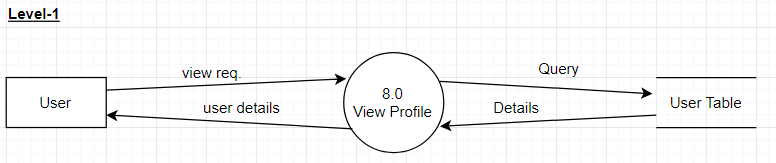 Level-1
view req.
Query
User
8.0
View Profile
User Table
user details
Details